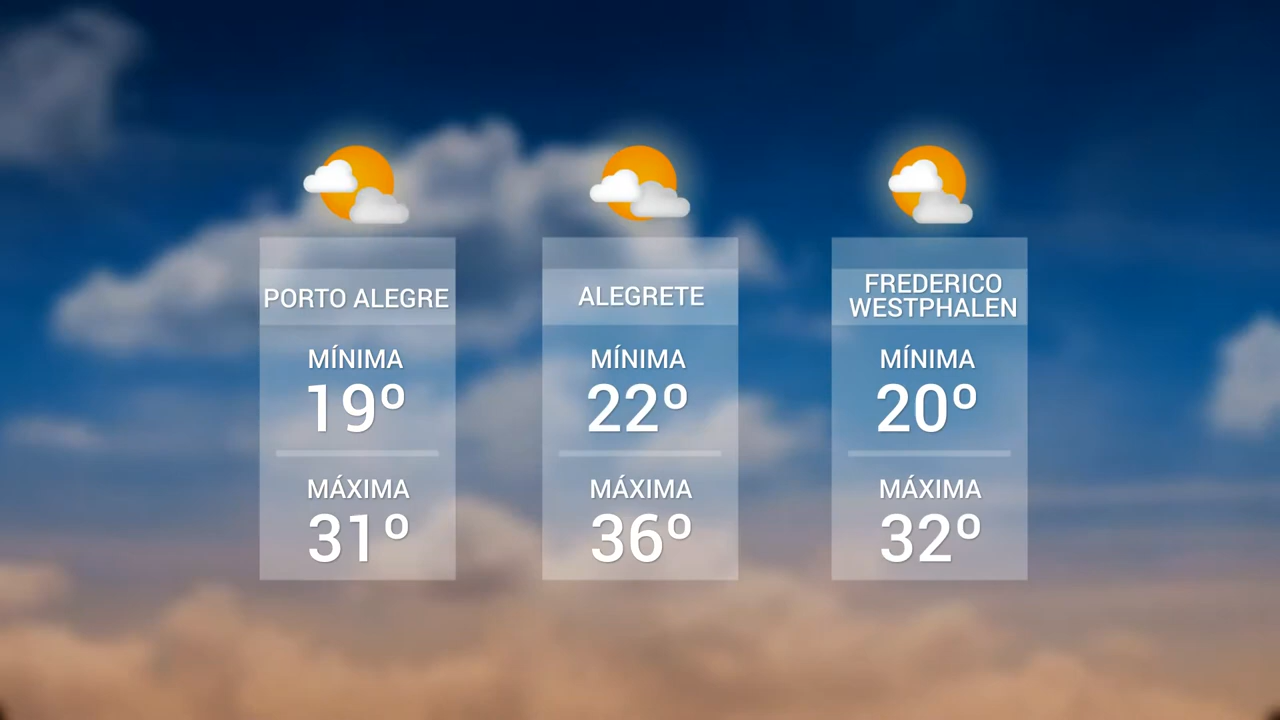 PORTO ALEGRE
MÍNIMA
19º
MÁXIMA
31º
ALEGRETE
MÍNIMA
22º
MÁXIMA
36º
FREDERICO
WESTPHALEN
MÍNIMA
20º
MÁXIMA
32º